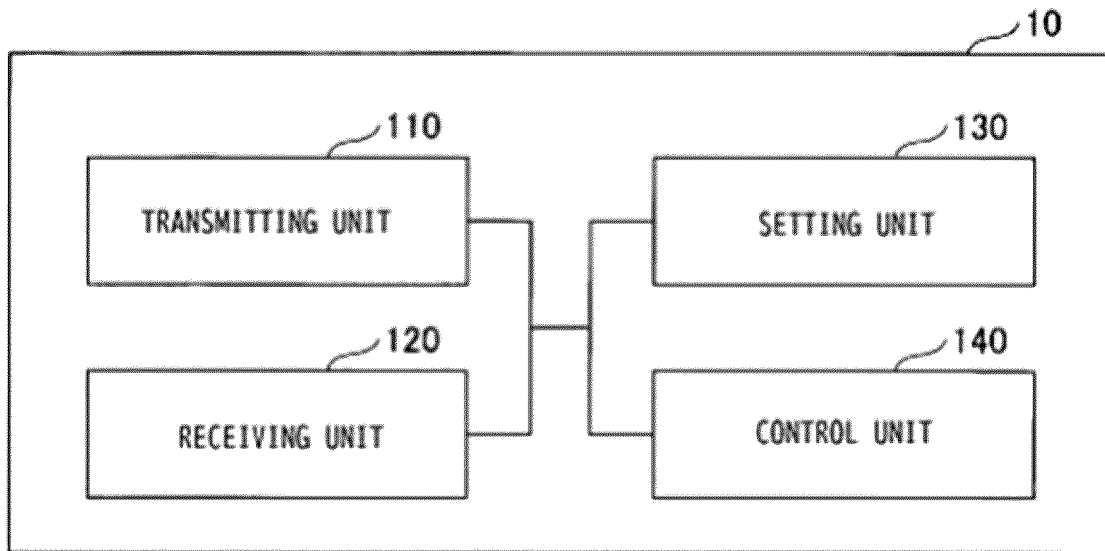 10
110
130
TRANSMITTING UNIT
SETTING UNIT
120
140
RECEIVING UNIT
CONTROL UNIT